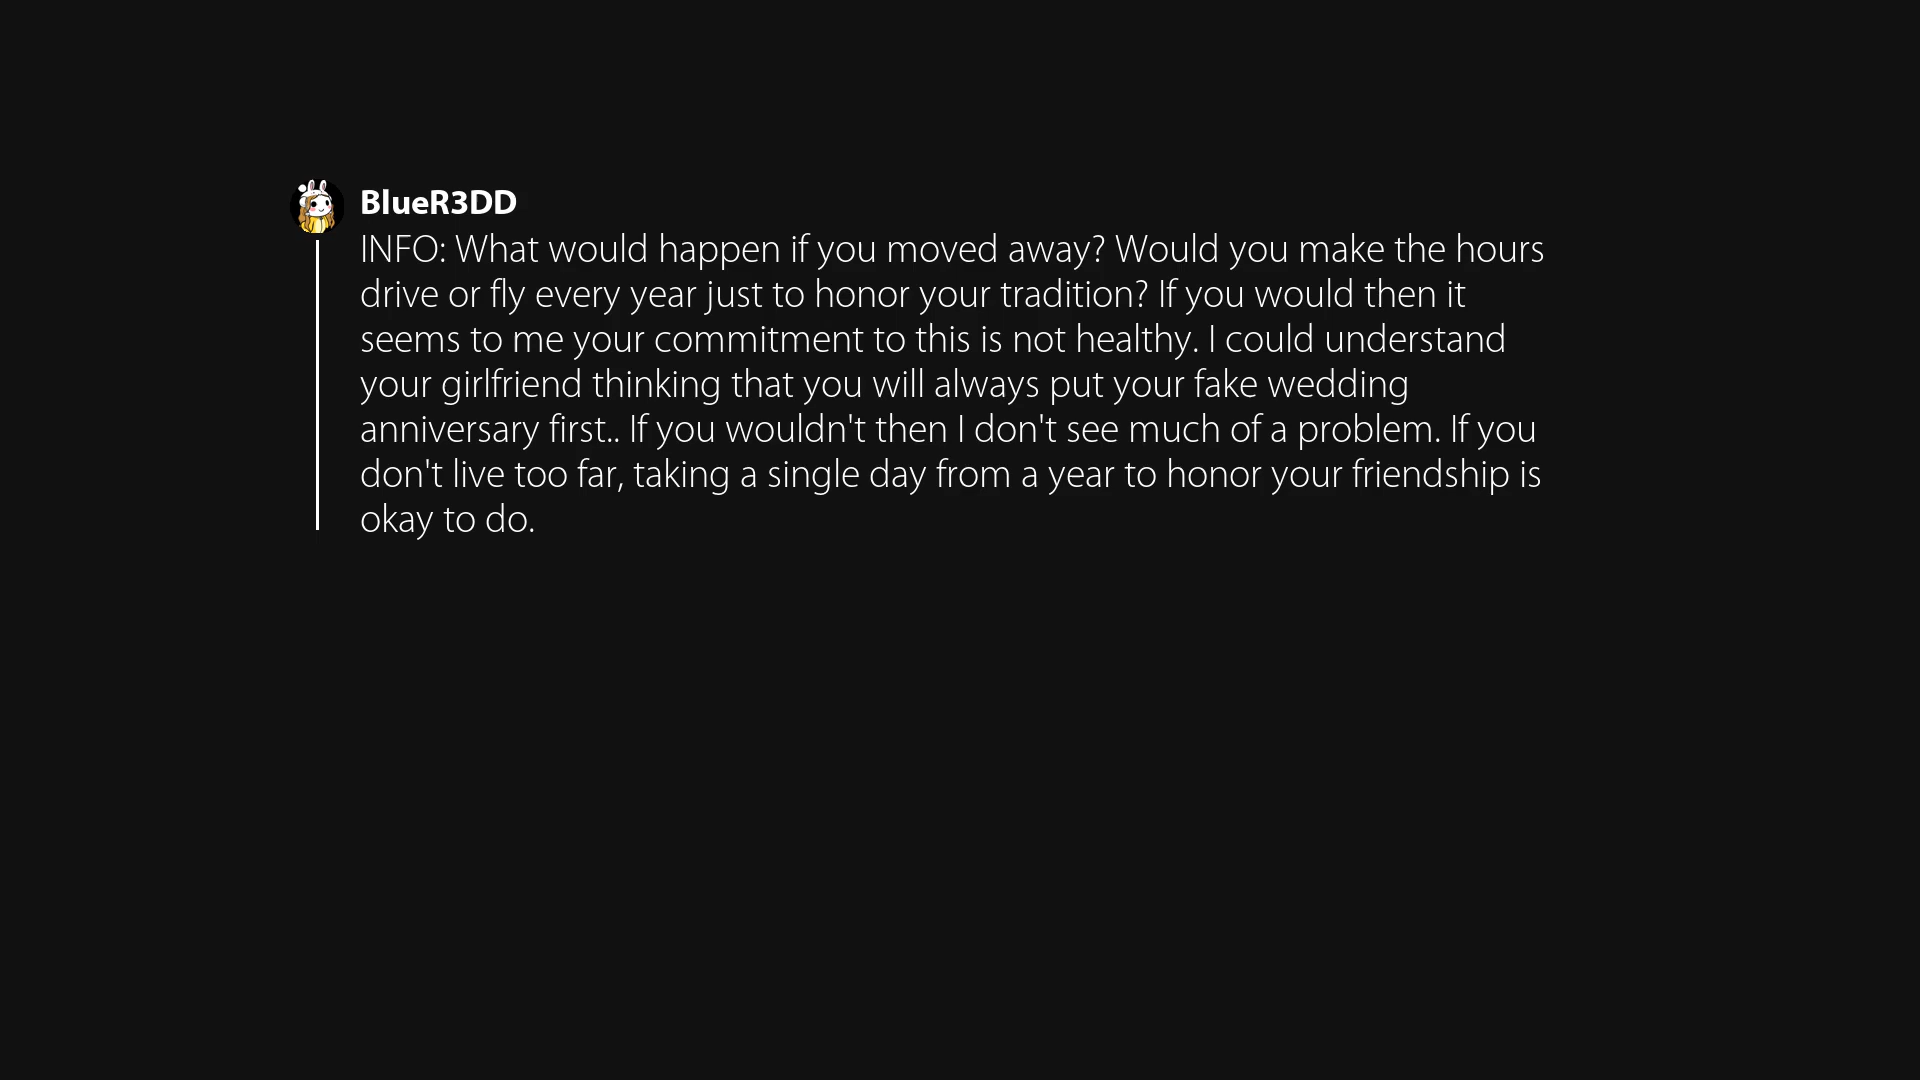 BlueR3DD
INFO: What would happen if you moved away? Would you make the hours
drive or fly every year just to honor your tradition? If you would then it
seems to me your commitment to this is not healthy. I could understand
your girlfriend thinking that you will always put your fake wedding
anniversary first.. If you wouldn't then I don't see much of a problem. If you
don't live too far, taking a single day from a year to honor your friendship is
okay to do.